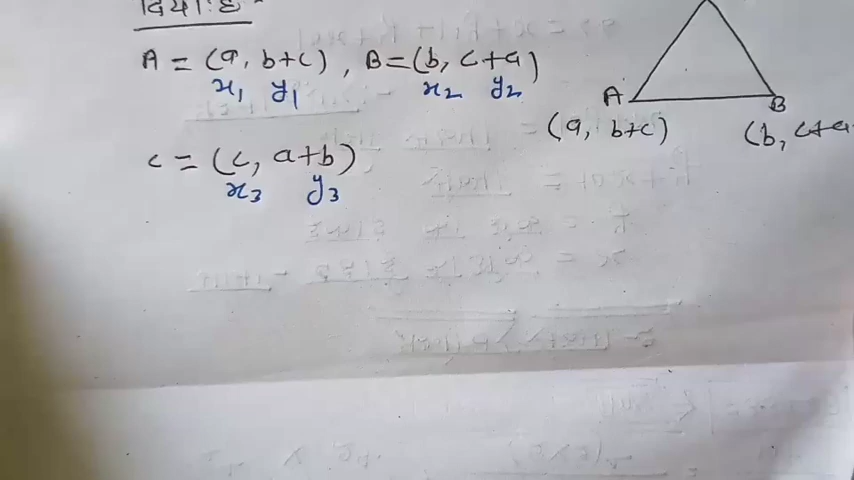 दिया है -
A = (a, b+c), B = (b, c+a)
x₁ y₁ x₂ y₂
A B
(a, b+c) (b, c+a
c = (c, a+b)
x₃ y₃